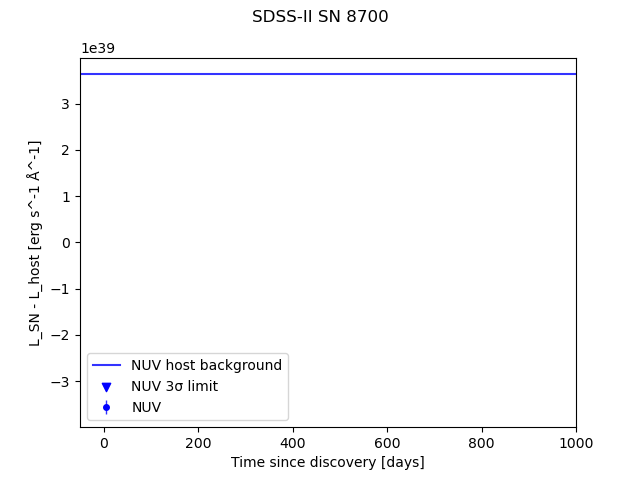 SDSS-II SN 8700
1e39
3
2
1
0
−1
−2
−3
L_SN - L_host [erg s^-1 Å^-1]
NUV host background
NUV 3σ limit
NUV
0 200 400 600 800 1000
Time since discovery [days]